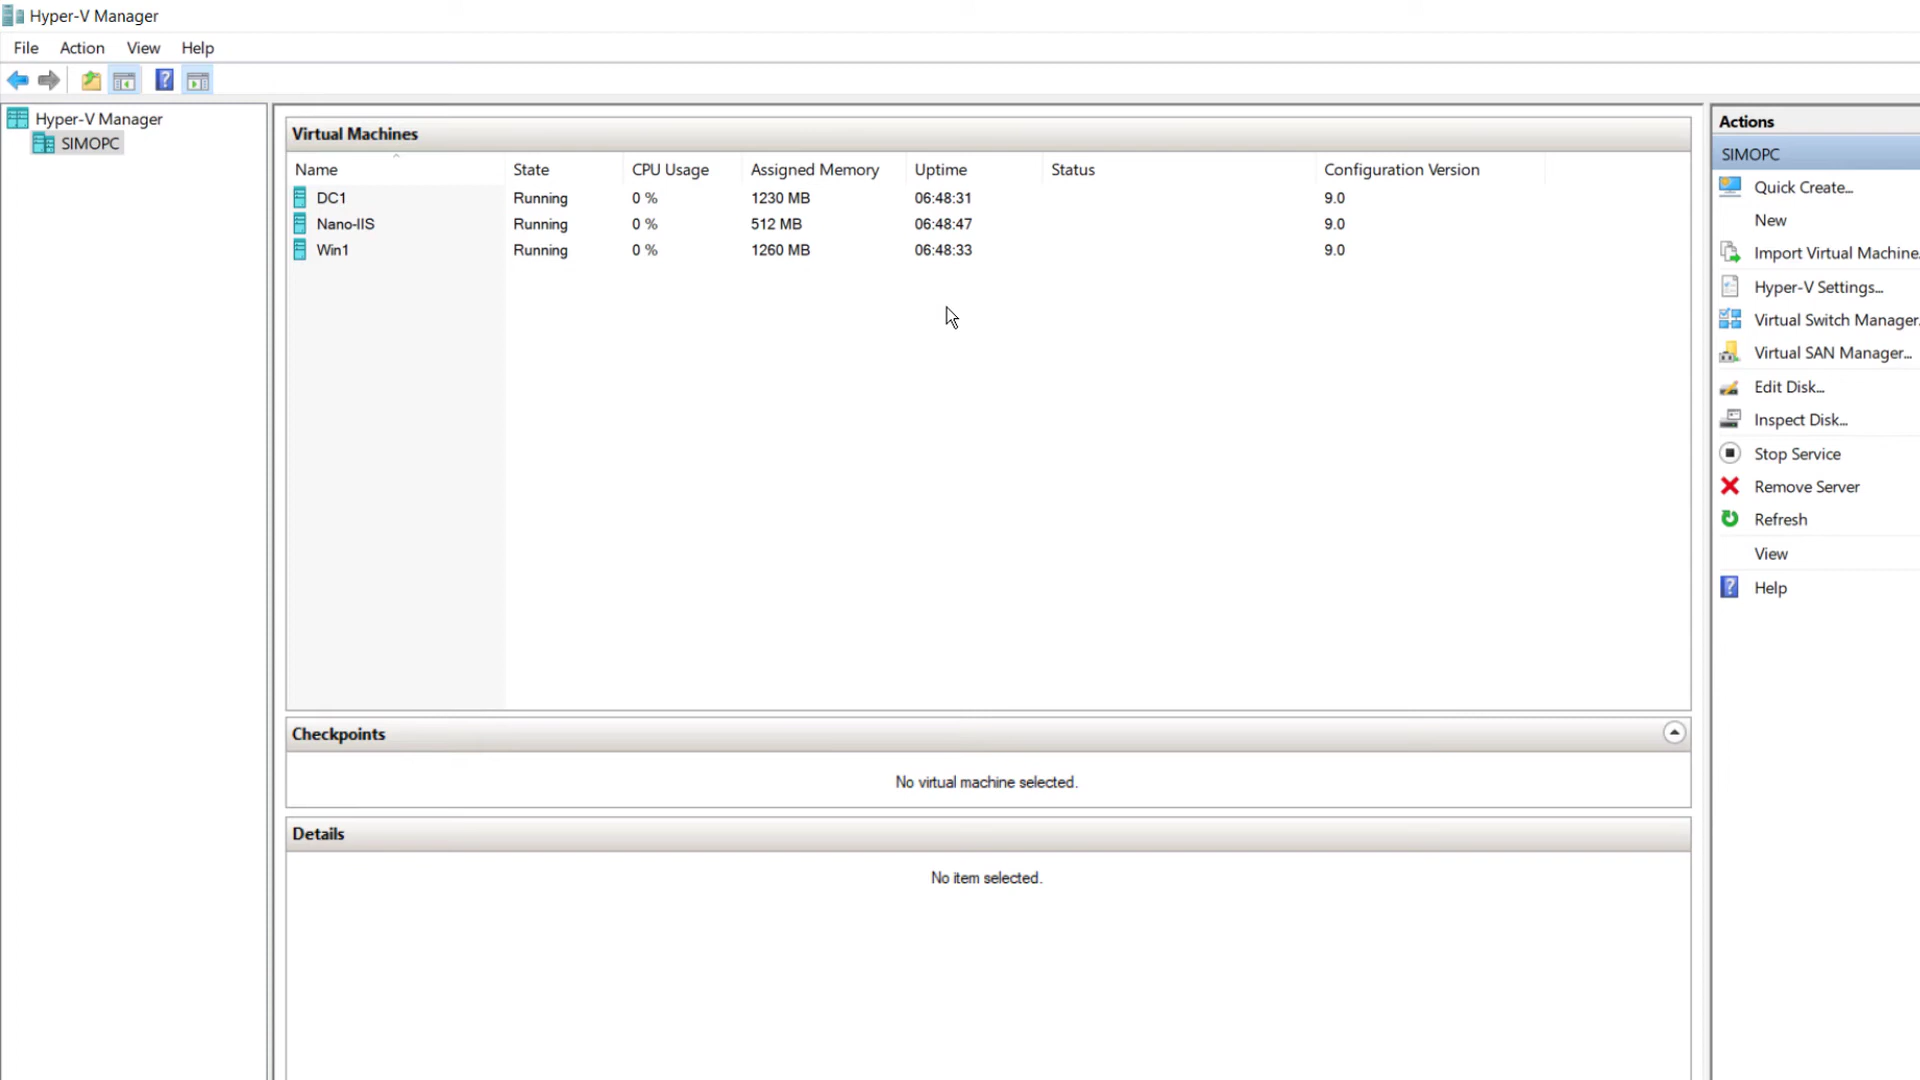 Hyper-V Manager
File Action View Help
Hyper-V Manager
SIMOPC
Virtual Machines
Name State CPU Usage Assigned Memory Uptime Status Configuration Version
DC1 Running 0 % 1230 MB 06:48:31 9.0
Nano-IIS Running 0 % 512 MB 06:48:47 9.0
Win1 Running 0 % 1260 MB 06:48:33 9.0
Checkpoints
No virtual machine selected.
Details
No item selected.
Actions
SIMOPC
Quick Create...
New
Import Virtual Machine.
Hyper-V Settings...
Virtual Switch Manager.
Virtual SAN Manager...
Edit Disk...
Inspect Disk...
Stop Service
Remove Server
Refresh
View
Help